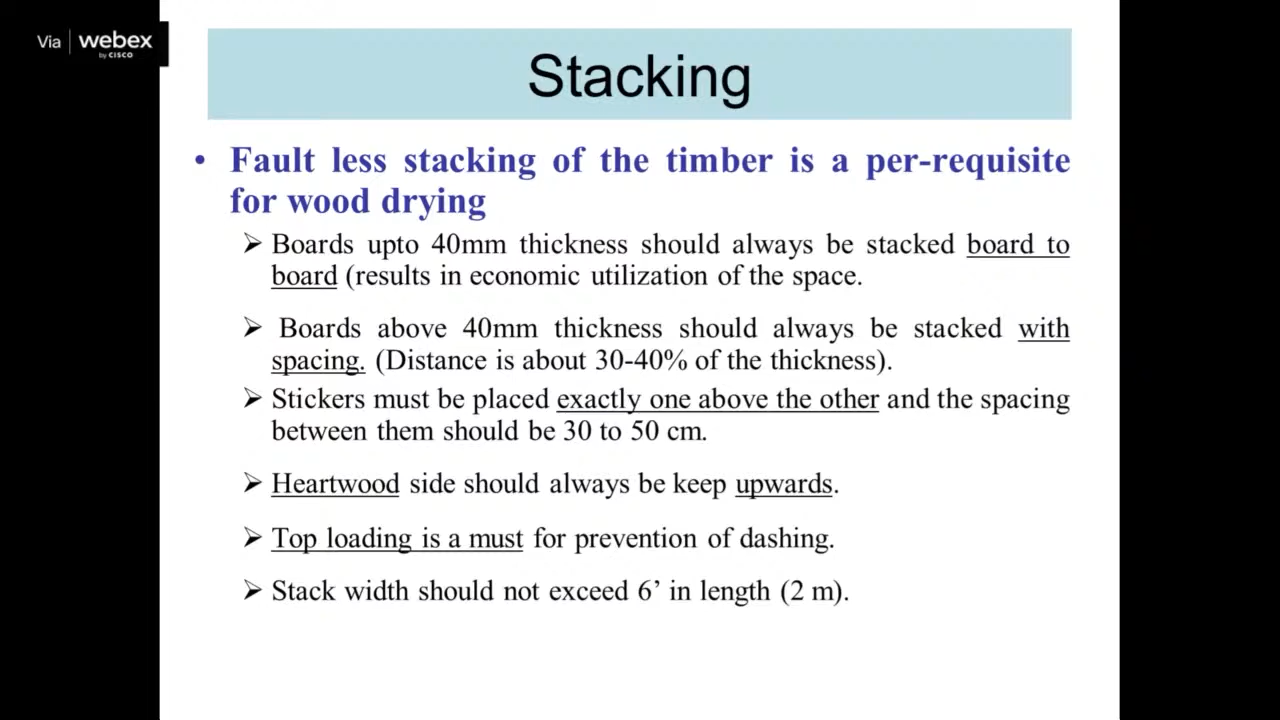 Via webex
by CISCO
Stacking
• Fault less stacking of the timber is a per-requisite
for wood drying
➢ Boards upto 40mm thickness should always be stacked board to
board (results in economic utilization of the space.
➢ Boards above 40mm thickness should always be stacked with
spacing. (Distance is about 30-40% of the thickness).
➢ Stickers must be placed exactly one above the other and the spacing
between them should be 30 to 50 cm.
➢ Heartwood side should always be keep upwards.
➢ Top loading is a must for prevention of dashing.
➢ Stack width should not exceed 6’ in length (2 m).